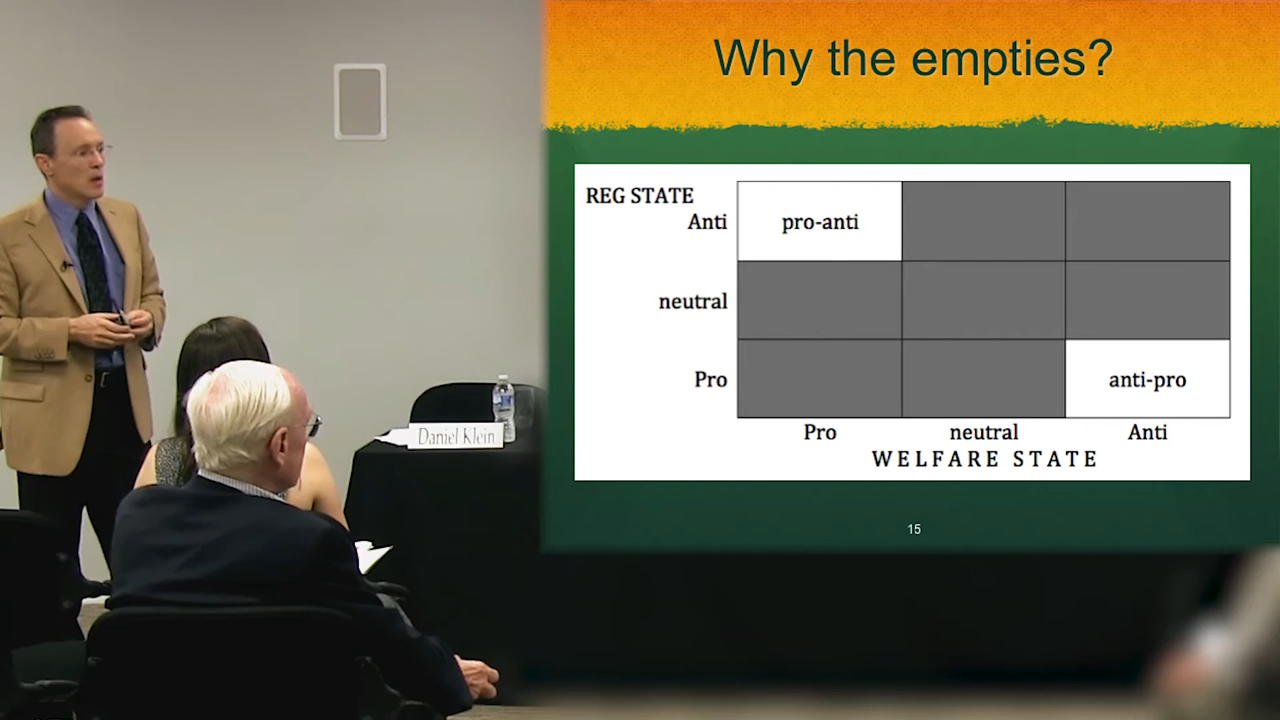 Why the empties?
REG STATE
Anti
pro-anti
neutral
Pro
anti-pro
Pro neutral Anti
WELFARE STATE
15
Daniel Klein